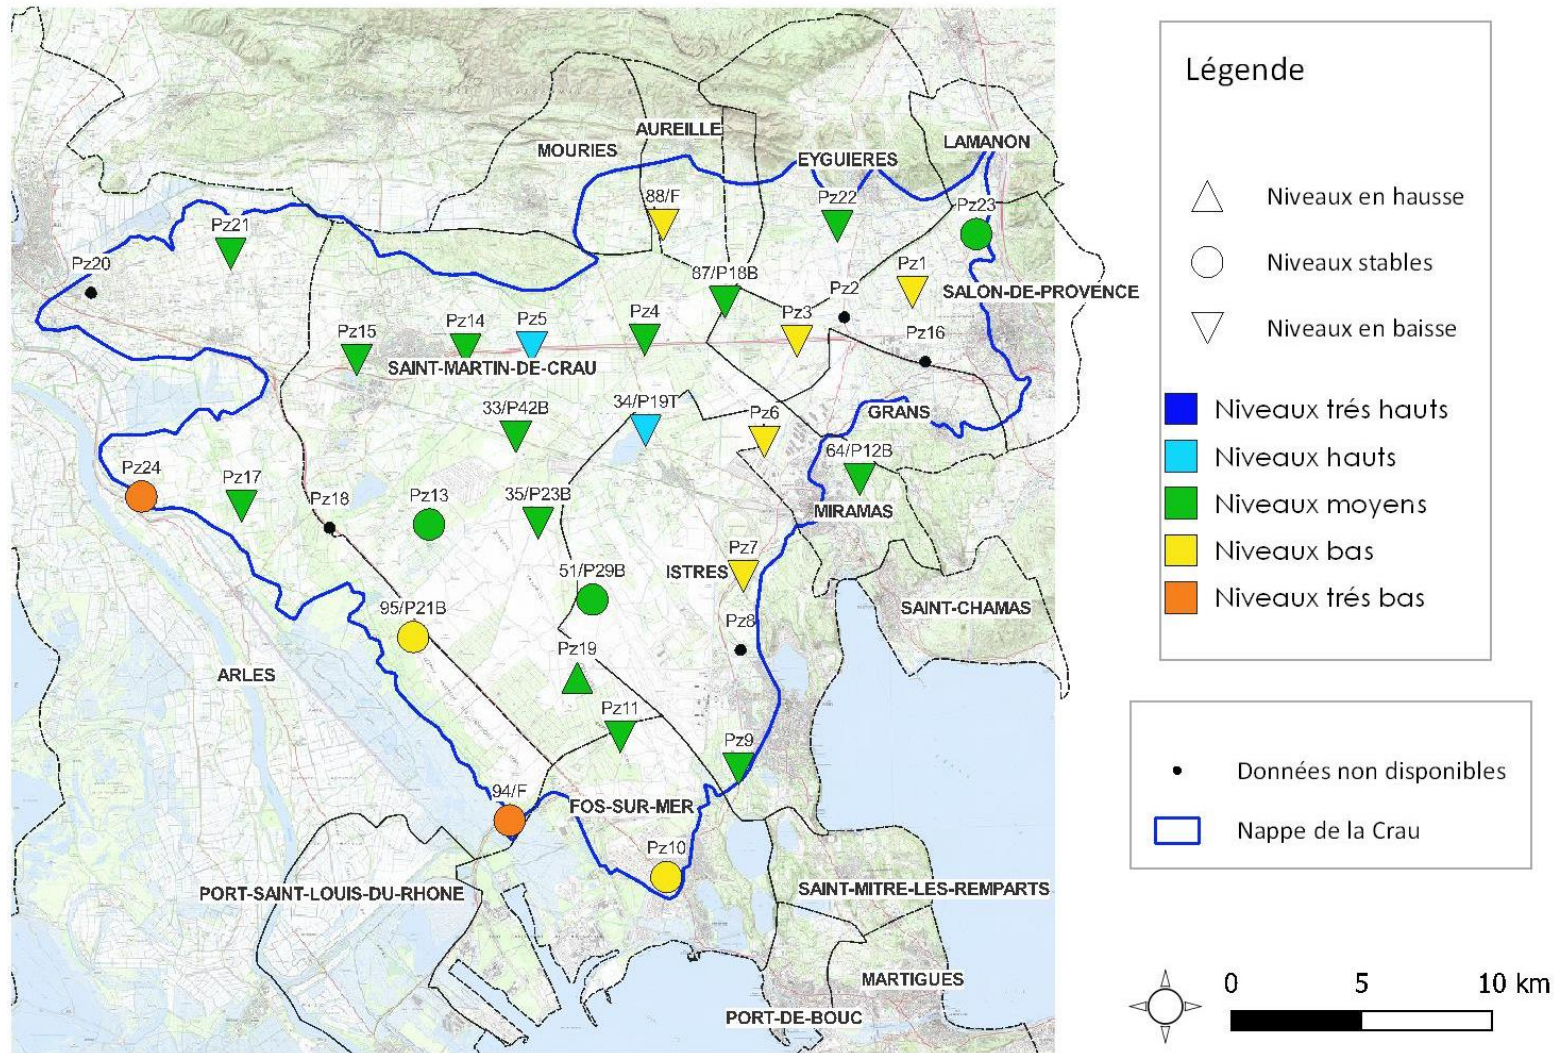 Légende
Niveaux en hausse
Niveaux stables
Niveaux en baisse
Niveaux trés hauts
Niveaux hauts
Niveaux moyens
Niveaux bas
Niveaux trés bas
Données non disponibles
Nappe de la Crau
0 5 10 km
AUREILLE
MOURIES
LAMANON
EYGUIERES
88/F
Pz22
Pz23
Pz21
Pz20
87/P18B
Pz1
SALON-DE-PROVENCE
Pz2
Pz15
Pz14
Pz5
Pz4
Pz3
Pz16
SAINT-MARTIN-DE-CRAU
33/P42B
34/P19T
Pz6
GRANS
64/P12B
Pz24
Pz17
Pz18
Pz13
35/P23B
MIRAMAS
Pz7
51/P29B
ISTRES
95/P21B
SAINT-CHAMAS
Pz8
Pz19
ARLES
Pz11
Pz9
94/F
FOS-SUR-MER
Pz10
PORT-SAINT-LOUIS-DU-RHONE
SAINT-MITRE-LES-REMPARTS
MARTIGUES
PORT-DE-BOUC